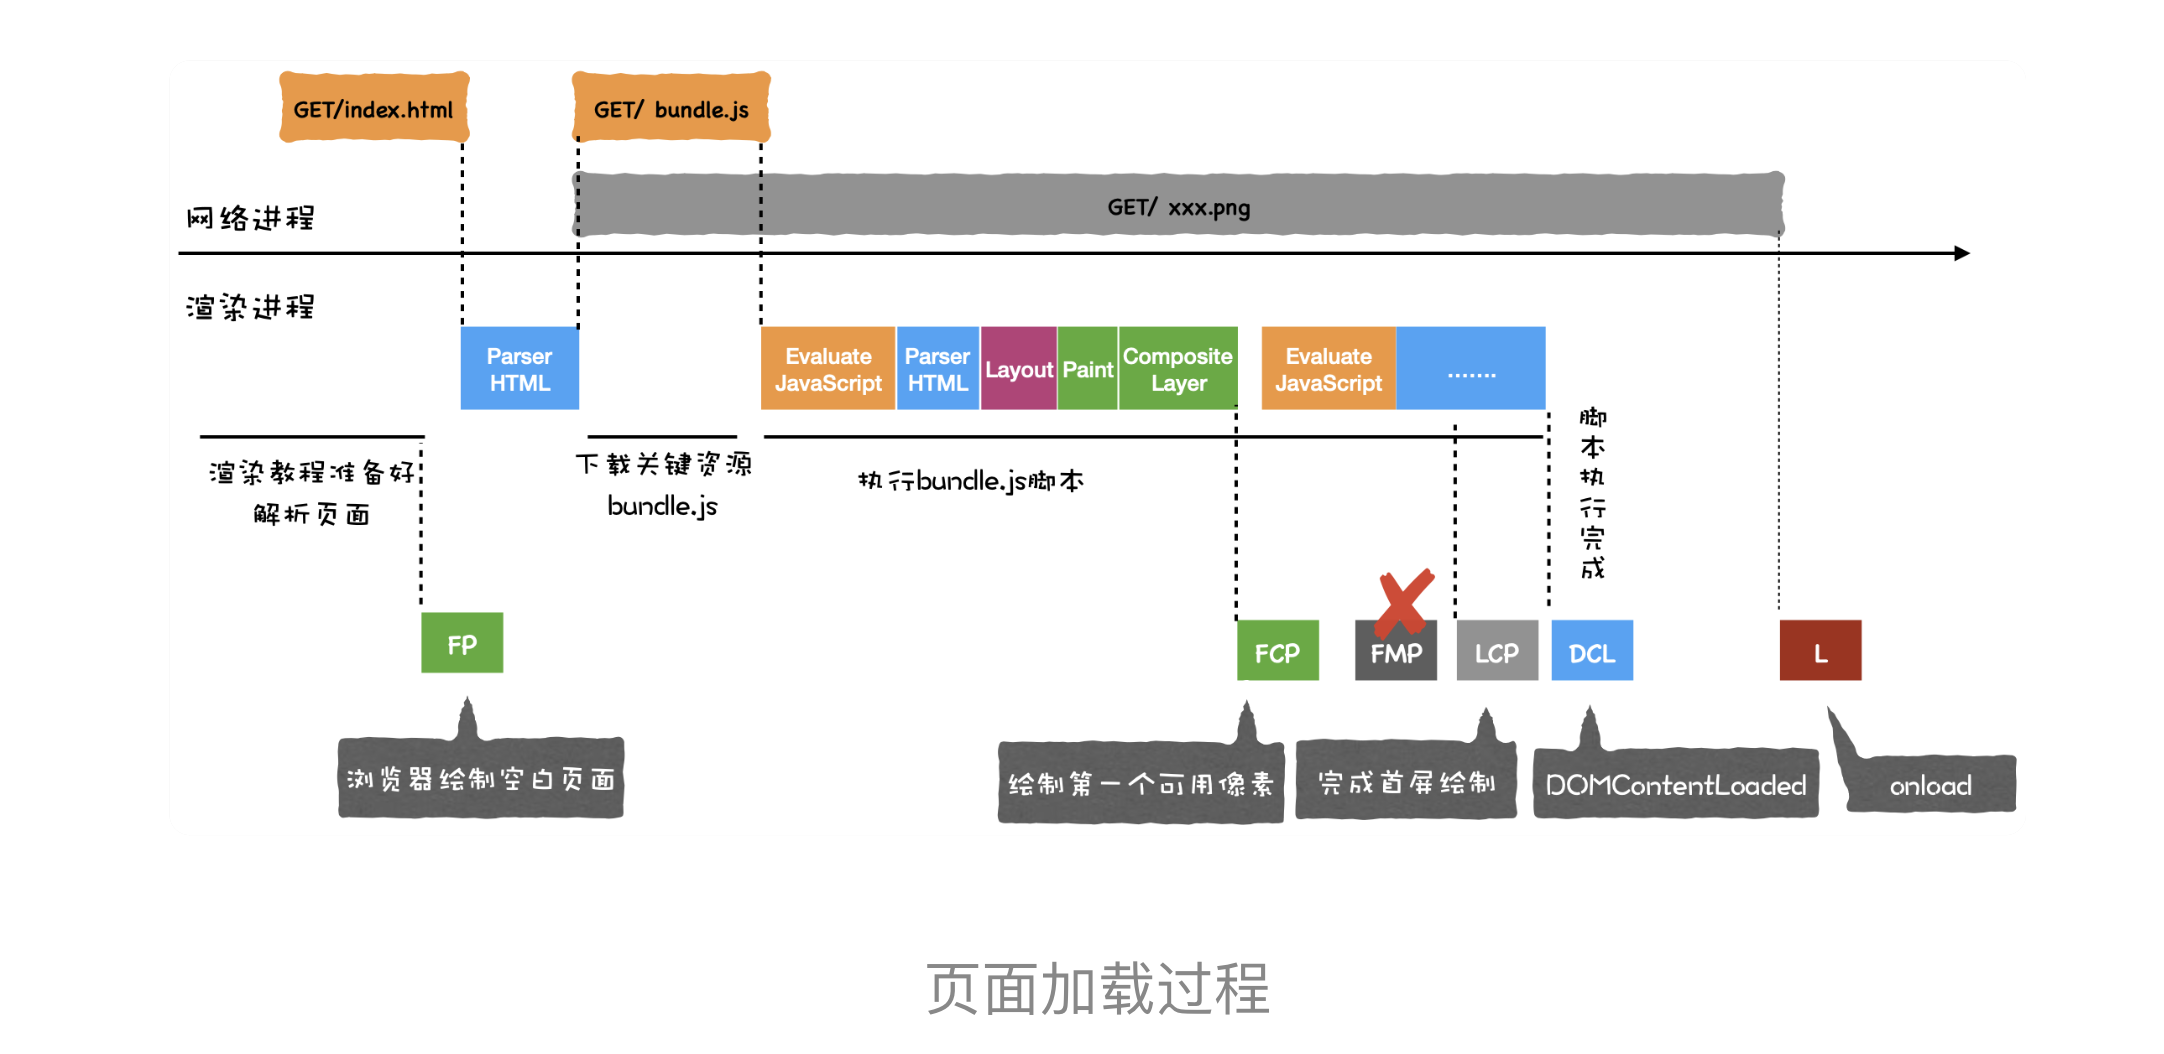 GET/index.html
GET/ bundle.js
GET/ xxx.png
网络进程
渲染进程
Parser
HTML
Evaluate
JavaScript
Parser
HTML
Layout
Paint
Composite
Layer
Evaluate
JavaScript
.......
渲染教程准备好
解析页面
下载关键资源
bundle.js
执行bundle.js脚本
脚本执行完成
FP
FCP
FMP
LCP
DCL
L
浏览器绘制空白页面
绘制第一个可用像素
完成首屏绘制
DOMContentLoaded
onload
页面加载过程